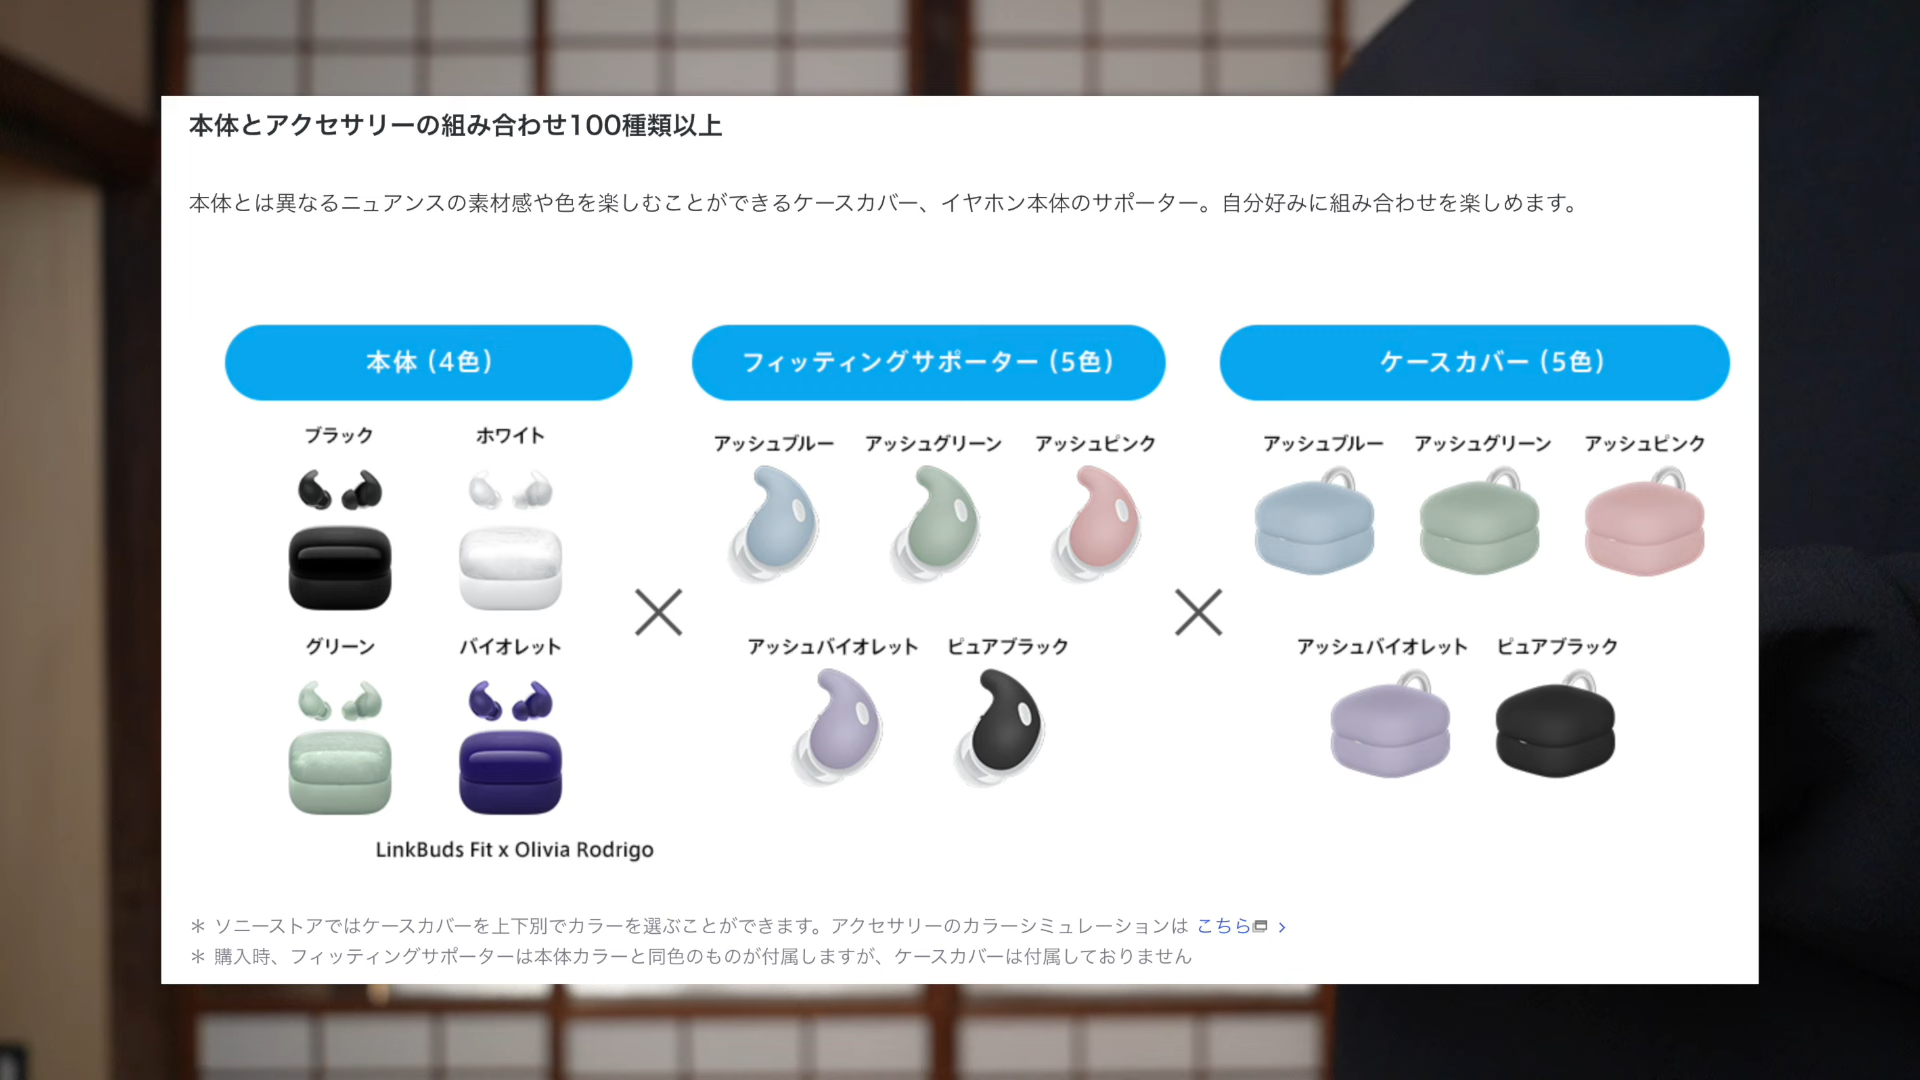 本体とアクセサリーの組み合わせ100種類以上
本体とは異なるニュアンスの素材感や色を楽しむことができるケースカバー、イヤホン本体のサポーター。自分好みに組み合わせを楽しめます。
本体（4色）
フィッティングサポーター（5色）
ケースカバー（5色）
ブラック
ホワイト
グリーン
バイオレット
LinkBuds Fit x Olivia Rodrigo
アッシュブルー
アッシュグリーン
アッシュピンク
アッシュバイオレット
ピュアブラック
アッシュブルー
アッシュグリーン
アッシュピンク
アッシュバイオレット
ピュアブラック
＊ ソニーストアではケースカバーを上下別でカラーを選ぶことができます。アクセサリーのカラーシミュレーションは こちら
＊ 購入時、フィッティングサポーターは本体カラーと同色のものが付属しますが、ケースカバーは付属しておりません